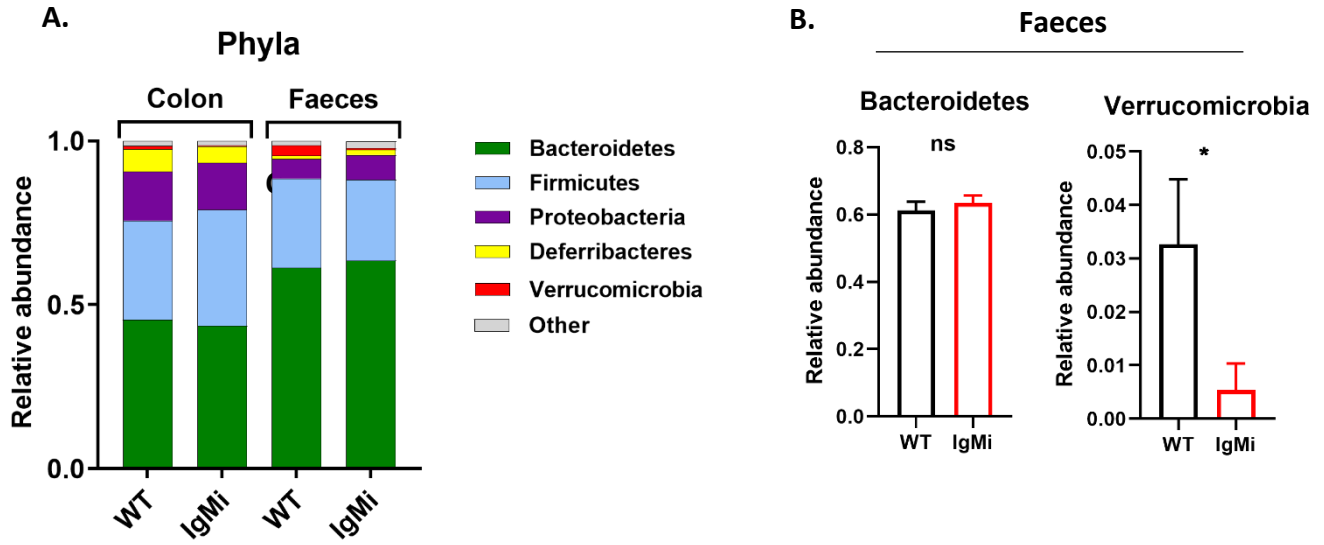 A.
Phyla
Colon
Faeces
Relative abundance
1.0
0.5
0.0
WT
IgMi
WT
IgMi
Bacteroidetes
Firmicutes
Proteobacteria
Deferribacteres
Verrucomicrobia
Other
B.
Faeces
Bacteroidetes
ns
Relative abundance
0.8
0.6
0.4
0.2
0.0
WT
IgMi
Verrucomicrobia
*
Relative abundance
0.05
0.04
0.03
0.02
0.01
0.00
WT
IgMi